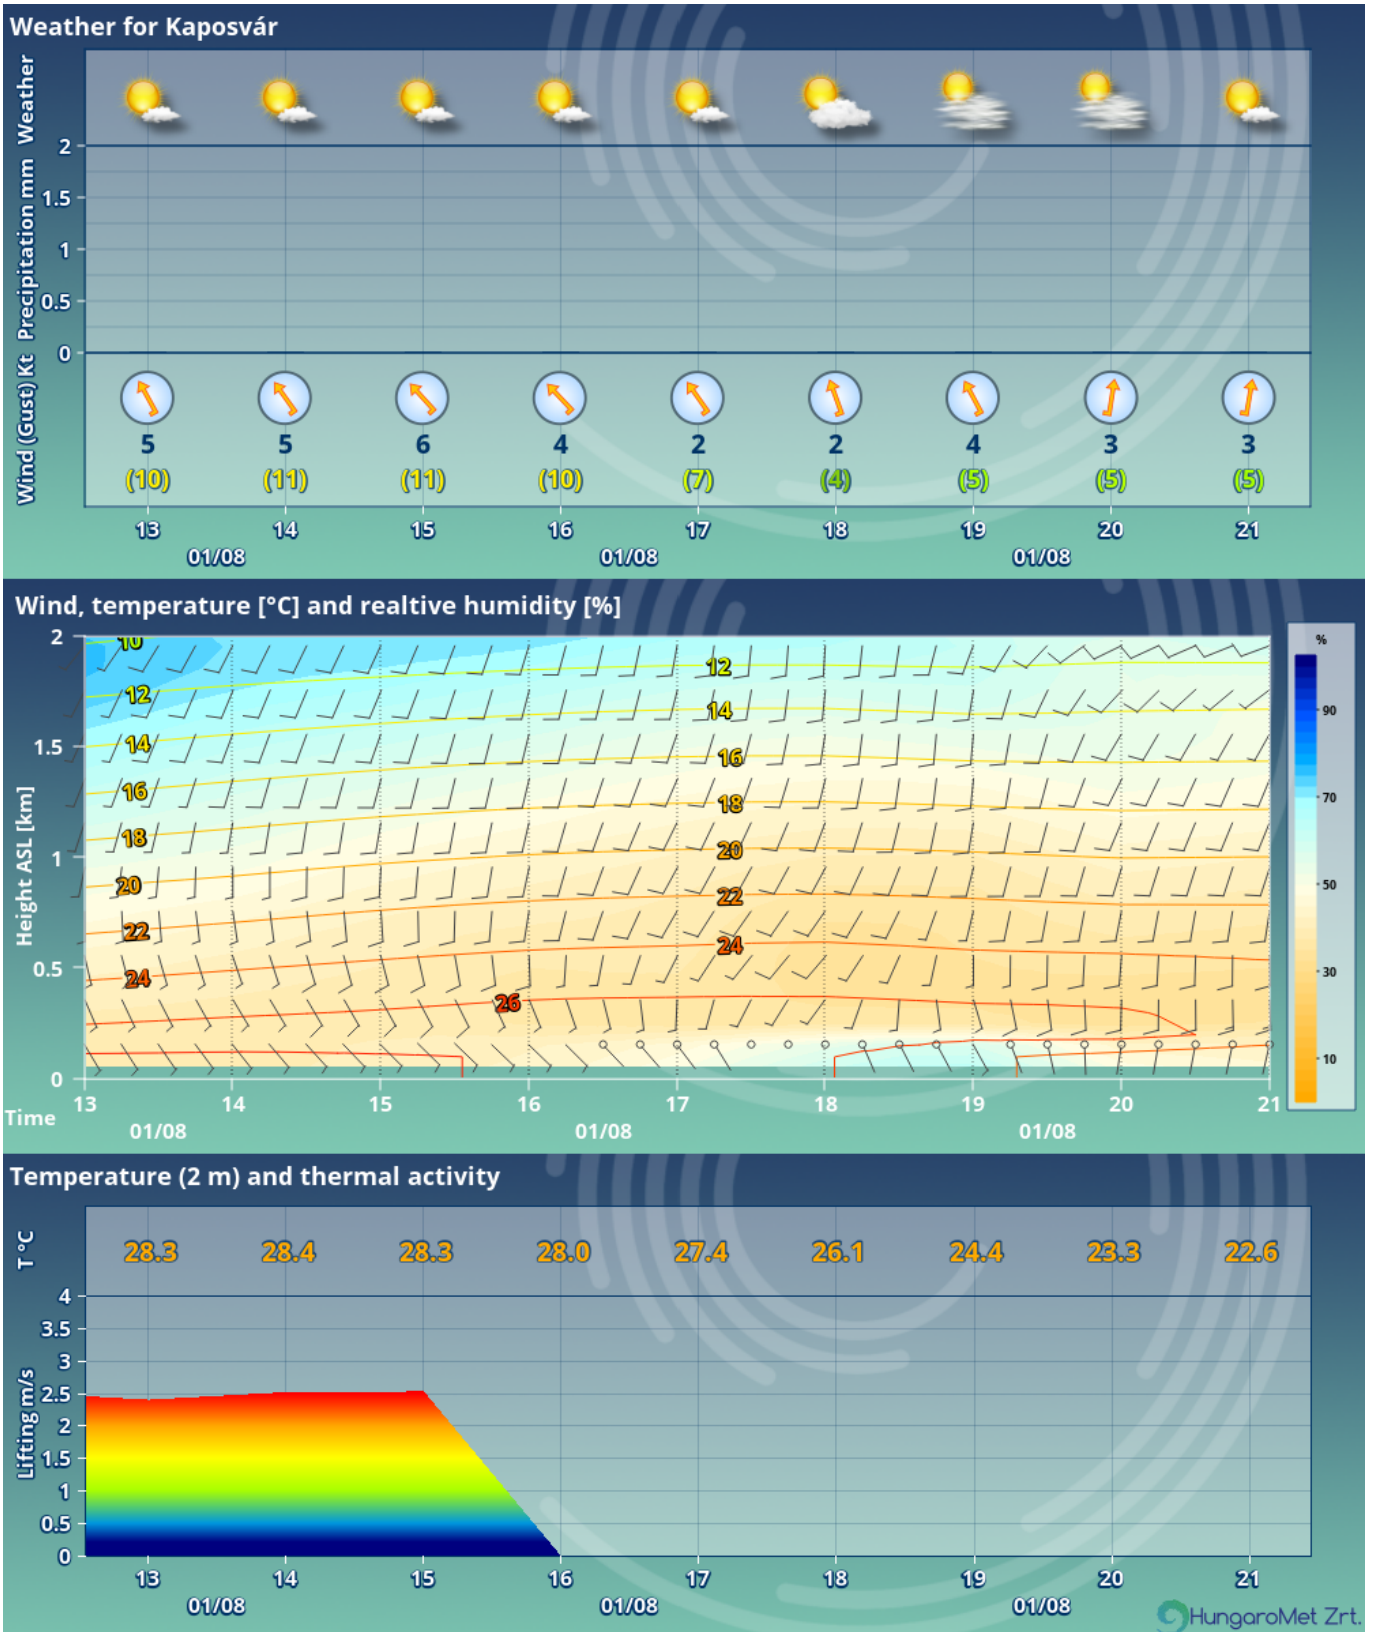 Weather for Kaposvár
Weather
2
1.5
1
0.5
0
Precipitation mm
Wind (Gust) Kt
5 5 6 4 2 2 4 3 3
(10) (11) (11) (10) (7) (4) (5) (5) (5)
13 14 15 16 17 18 19 20 21
01/08 01/08 01/08
Wind, temperature [°C] and realtive humidity [%]
Height ASL [km]
2
1.5
1
0.5
0
10
12 12
14 14
16 16
18 18
20 20
22 22
24 24
26
%
90
70
50
30
10
13 14 15 16 17 18 19 20 21
Time
01/08 01/08 01/08
Temperature (2 m) and thermal activity
T °C
28.3 28.4 28.3 28.0 27.4 26.1 24.4 23.3 22.6
Lifting m/s
4
3.5
3
2.5
2
1.5
1
0.5
0
13 14 15 16 17 18 19 20 21
01/08 01/08 01/08
HungaroMet Zrt.